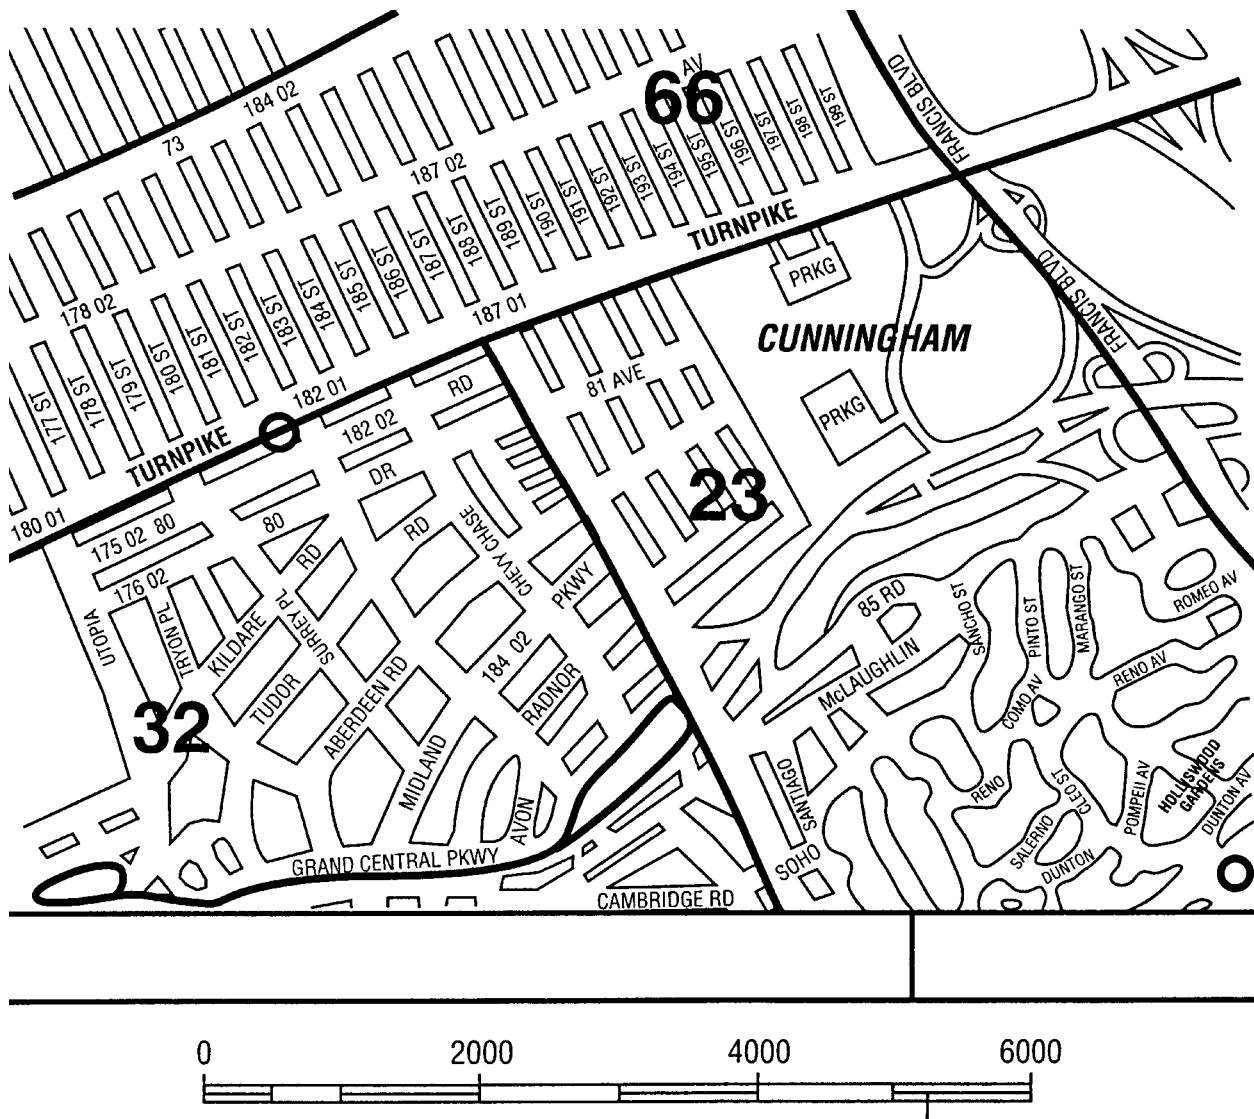 AV
66
184 02
73
187 02
FRANCIS BLVD
FRANCIS BLVD
199 ST
198 ST
197 ST
196 ST
195 ST
194 ST
193 ST
192 ST
191 ST
190 ST
189 ST
188 ST
187 ST
186 ST
185 ST
184 ST
183 ST
182 ST
181 ST
180 ST
179 ST
178 ST
177 ST
TURNPIKE
PRKG
178 02
187 01
CUNNINGHAM
FRANCIS BLVD
FRANCIS BLVD
182 01
RD
81 AVE
PRKG
182 02
TURNPIKE
DR
23
180 01
175 02 80
80
RD
CHEVY CHASE
176 02
RD
PKWY
85 RD
SANCHO ST
PINTO ST
MARANGO ST
ROMEO AV
UTOPIA
TRYON PL
KILDARE
SURREY PL
184 02
McLAUGHLIN
RENO AV
TUDOR
ABERDEEN RD
RADNOR
COMO AV
32
MIDLAND
AVON
SANTIAGO
RENO
CLEO ST
POMPEII AV
HOLLISWOOD
GARDENS
DUNTON AV
SALERNO
DUNTON
SOHO
GRAND CENTRAL PKWY
CAMBRIDGE RD
0 2000 4000 6000